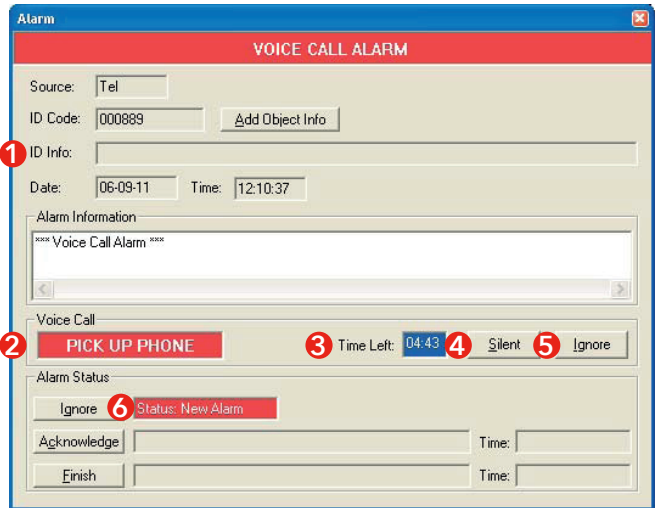 Alarm
VOICE CALL ALARM
Source: Tel
ID Code: 000889 Add Object Info
1 ID Info:
Date: 06-09-11 Time: 12:10:37
Alarm Information
*** Voice Call Alarm ***
Voice Call
2 PICK UP PHONE 3 Time Left: 04:43 4 Silent 5 Ignore
Alarm Status
Ignore 6 Status: New Alarm
Acknowledge Time:
Finish Time: